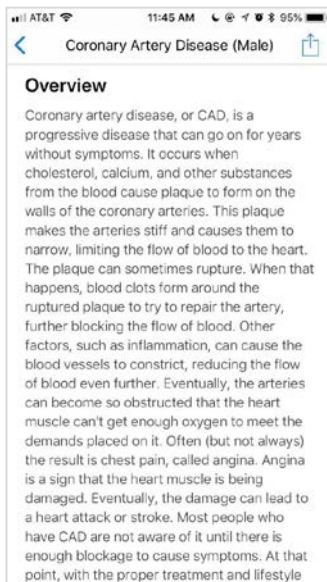 AT&T 11:45 AM 95%
Coronary Artery Disease (Male)
Overview
Coronary artery disease, or CAD, is a
progressive disease that can go on for years
without symptoms. It occurs when
cholesterol, calcium, and other substances
from the blood cause plaque to form on the
walls of the coronary arteries. This plaque
makes the arteries stiff and causes them to
narrow, limiting the flow of blood to the heart.
The plaque can sometimes rupture. When that
happens, blood clots form around the
ruptured plaque to try to repair the artery,
further blocking the flow of blood. Other
factors, such as inflammation, can cause the
blood vessels to constrict, reducing the flow
of blood even further. Eventually, the arteries
can become so obstructed that the heart
muscle can't get enough oxygen to meet the
demands placed on it. Often (but not always)
the result is chest pain, called angina. Angina
is a sign that the heart muscle is being
damaged. Eventually, the damage can lead to
a heart attack or stroke. Most people who
have CAD are not aware of it until there is
enough blockage to cause symptoms. At that
point, with the proper treatment and lifestyle